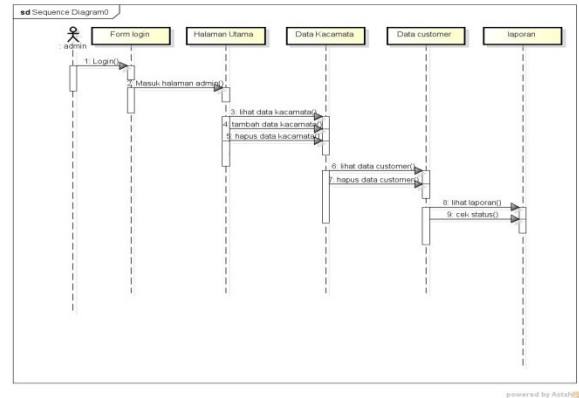 sd Sequence Diagram0
: admin
Form login
Halaman Utama
Data Kacamata
Data customer
laporan
1: Login()
2: Masuk halaman admin()
3: lihat data kacamata()
4: tambah data kacamata()
5: hapus data kacamata()
6: lihat data customer()
7: hapus data customer()
8: lihat laporan()
9: cek status()
powered by Astah